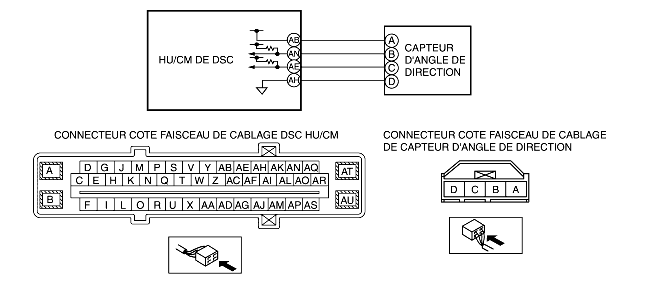 HU/CM DE DSC
AB
AN
AE
AH
A
B
C
D
CAPTEUR
D'ANGLE DE
DIRECTION
CONNECTEUR COTE FAISCEAU DE CABLAGE DSC HU/CM
A
B
D G J M P S V Y AB AE AH AK AN AQ
C E H K N Q T W Z AC AF AI AL AO AR
F I L O R U X AA AD AG AJ AM AP AS
AT
AU
CONNECTEUR COTE FAISCEAU DE CABLAGE
DE CAPTEUR D'ANGLE DE DIRECTION
D C B A